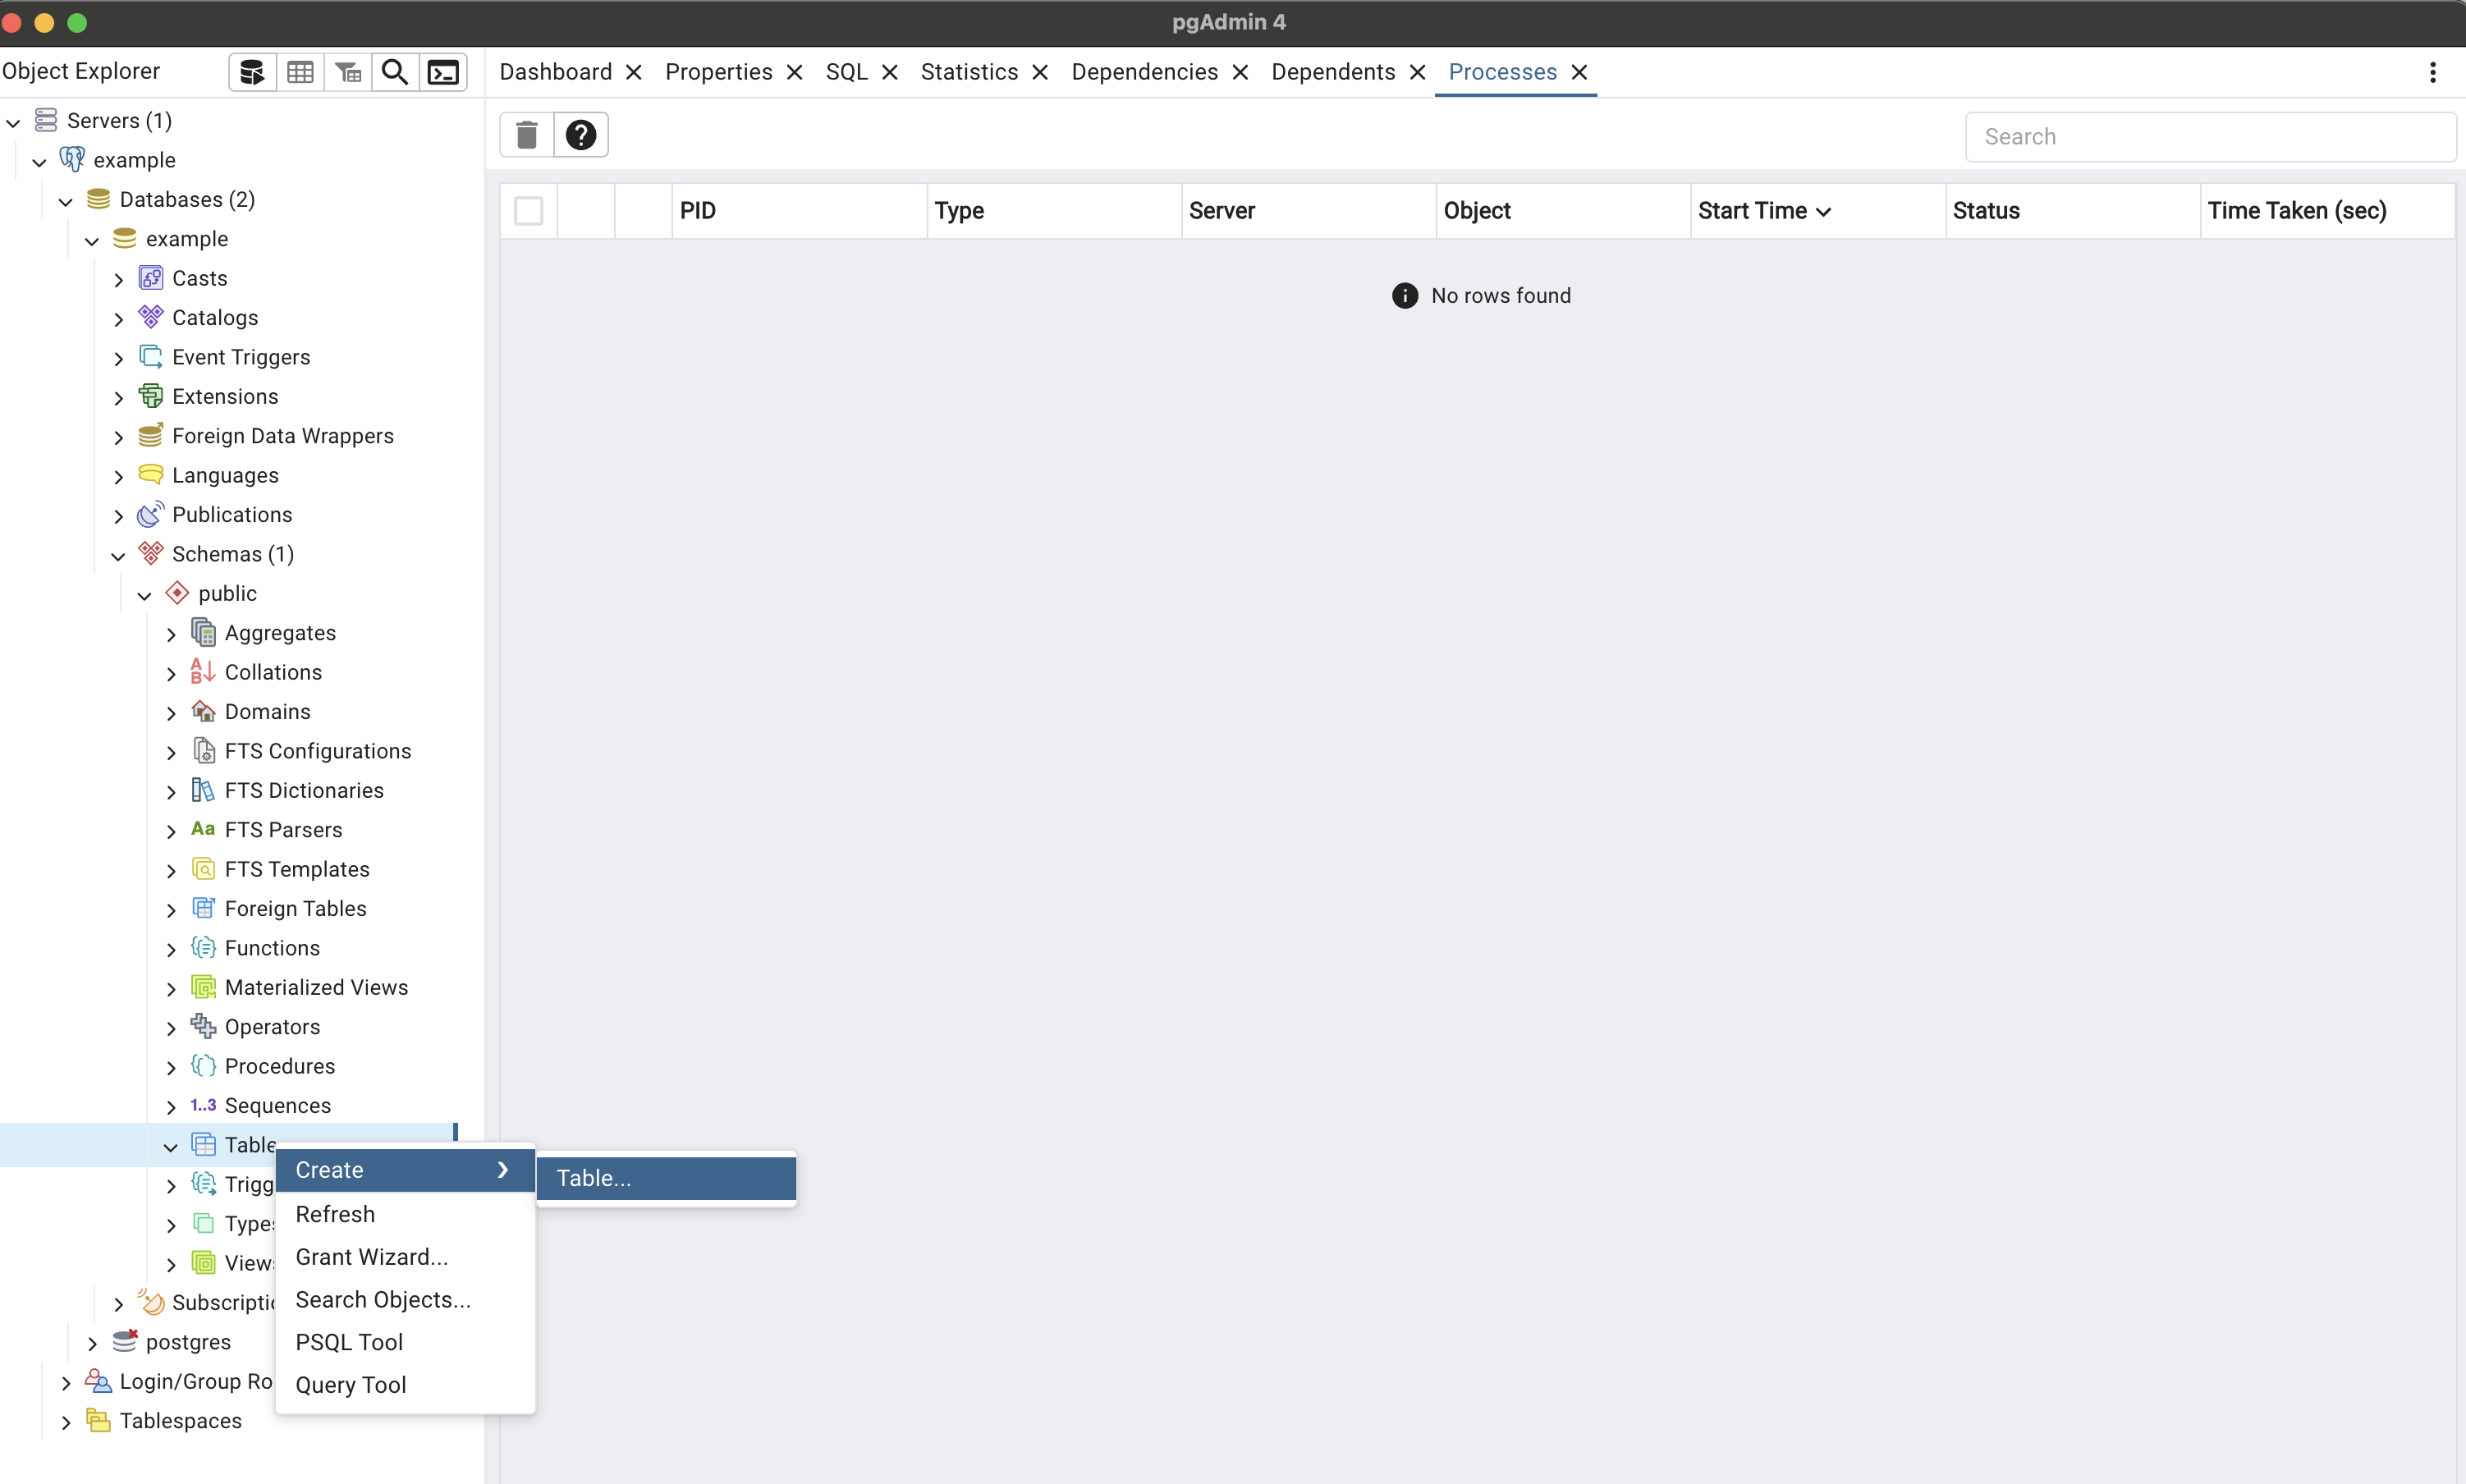 pgAdmin 4
Object Explorer
Dashboard
Properties
SQL
Statistics
Dependencies
Dependents
Processes
Search
PID
Type
Server
Object
Start Time
Status
Time Taken (sec)
No rows found
Servers (1)
example
Databases (2)
example
Casts
Catalogs
Event Triggers
Extensions
Foreign Data Wrappers
Languages
Publications
Schemas (1)
public
Aggregates
Collations
Domains
FTS Configurations
FTS Dictionaries
Aa FTS Parsers
FTS Templates
Foreign Tables
Functions
Materialized Views
Operators
Procedures
1..3 Sequences
Table
Trigg
Type
View
Subscripti
postgres
Login/Group Ro
Tablespaces
Create
Refresh
Grant Wizard...
Search Objects...
PSQL Tool
Query Tool
Table...